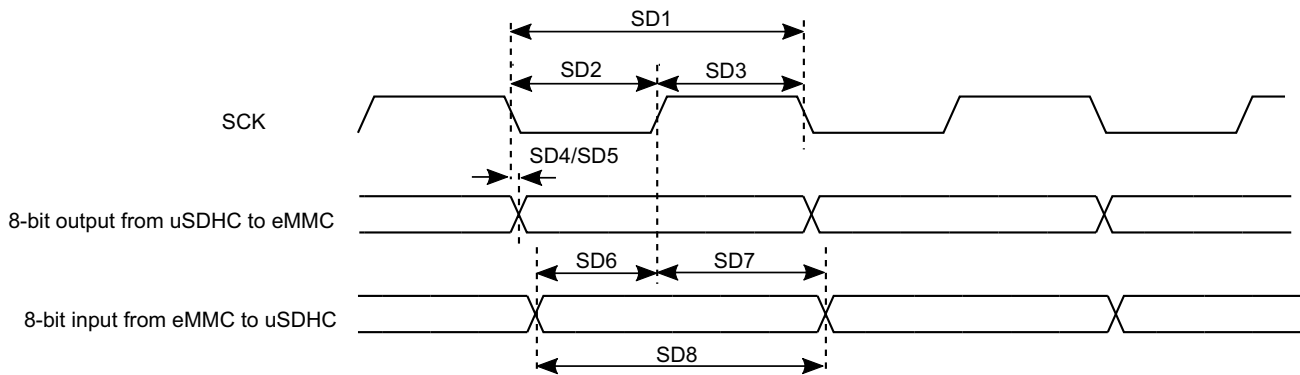 SD1
SD2
SD3
SCK
SD4/SD5
8-bit output from uSDHC to eMMC
SD6
SD7
8-bit input from eMMC to uSDHC
SD8